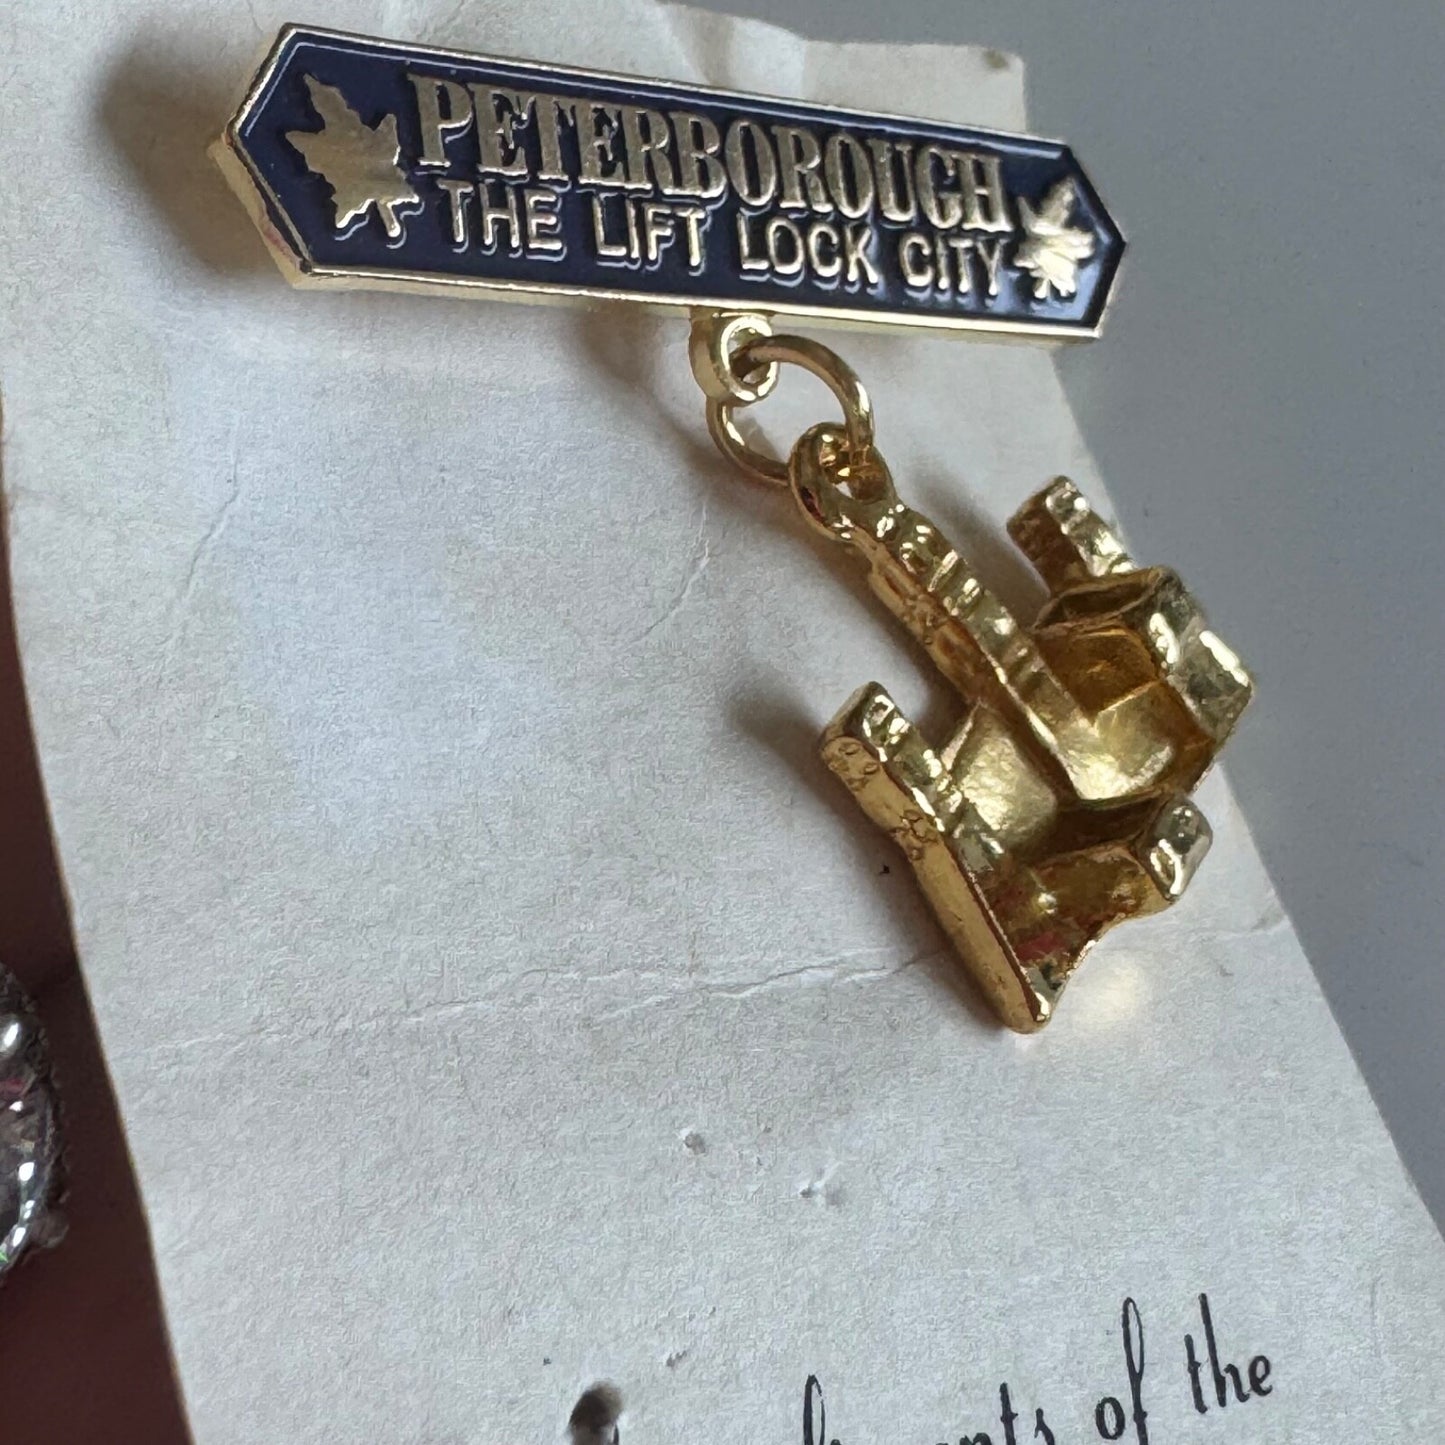 PETERBOROUGH
THE LIFT LOCK CITY
of the